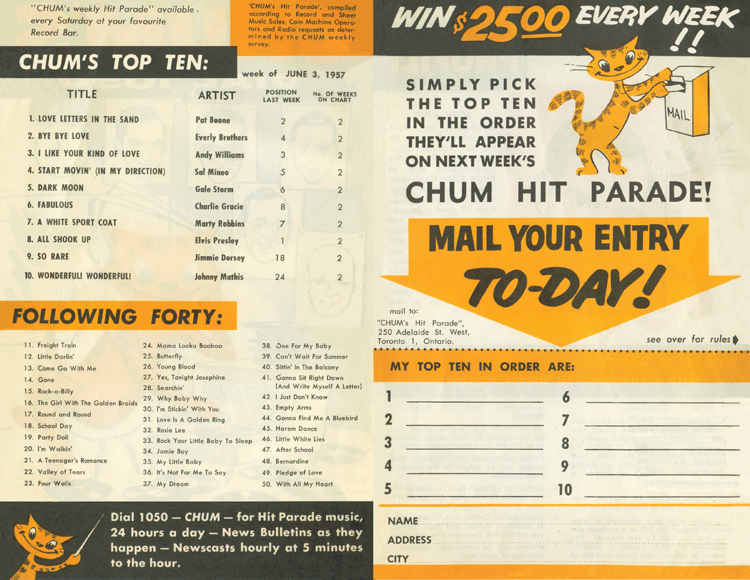 "CHUM's weekly Hit Parade" available
every Saturday at your favourite
Record Bar.
'CHUM's Hit Parade', compiled
according to Record and Sheet
Music Sales, Coin Machine Opera-
tors and Radio requests as deter-
mined by the CHUM weekly
survey.
CHUM'S TOP TEN:
week of JUNE 3, 1957
TITLE ARTIST POSITION LAST WEEK No. OF WEEKS ON CHART
1. LOVE LETTERS IN THE SAND Pat Boone 2 2
2. BYE BYE LOVE Everly Brothers 4 2
3. I LIKE YOUR KIND OF LOVE Andy Williams 3 2
4. START MOVIN' (IN MY DIRECTION) Sal Mineo 5 2
5. DARK MOON Gale Storm 6 2
6. FABULOUS Charlie Gracie 8 2
7. A WHITE SPORT COAT Marty Robbins 7 2
8. ALL SHOOK UP Elvis Presley 1 2
9. SO RARE Jimmie Dorsey 18 2
10. WONDERFUL! WONDERFUL! Johnny Mathis 24 2
FOLLOWING FORTY:
11. Freight Train
12. Little Darlin'
13. Come Go With Me
14. Gone
15. Rock-a-Billy
16. The Girl With The Golden Braids
17. Round and Round
18. School Day
19. Party Doll
20. I'm Walkin'
21. A Teenager's Romance
22. Valley of Tears
23. Four Walls
24. Mama Looka Booboo
25. Butterfly
26. Young Blood
27. Yes, Tonight Josephine
28. Searchin'
29. Why Baby Why
30. I'm Stickin' With You
31. Love Is A Golden Ring
32. Rosie Lee
33. Rock Your Little Baby To Sleep
34. Jamie Boy
35. My Little Baby
36. It's Not For Me To Say
37. My Dream
38. One For My Baby
39. Can't Wait For Summer
40. Sittin' In The Balcony
41. Gonna Sit Right Down
(And Write Myself A Letter)
42. I Just Don't Know
43. Empty Arms
44. Gonna Find Me A Bluebird
45. Harem Dance
46. Little White Lies
47. After School
48. Bernardine
49. Pledge of Love
50. With All My Heart
Dial 1050 — CHUM — for Hit Parade music,
24 hours a day — News Bulletins as they
happen — Newscasts hourly at 5 minutes
to the hour.
WIN $25.00 EVERY WEEK
!!
SIMPLY PICK
THE TOP TEN
IN THE ORDER
THEY'LL APPEAR
ON NEXT WEEK'S
MAIL
CHUM HIT PARADE!
MAIL YOUR ENTRY
TO-DAY!
mail to:
"CHUM's Hit Parade",
250 Adelaide St. West,
Toronto 1, Ontario.
see over for rules
MY TOP TEN IN ORDER ARE:
1 6
2 7
3 8
4 9
5 10
NAME
ADDRESS
CITY